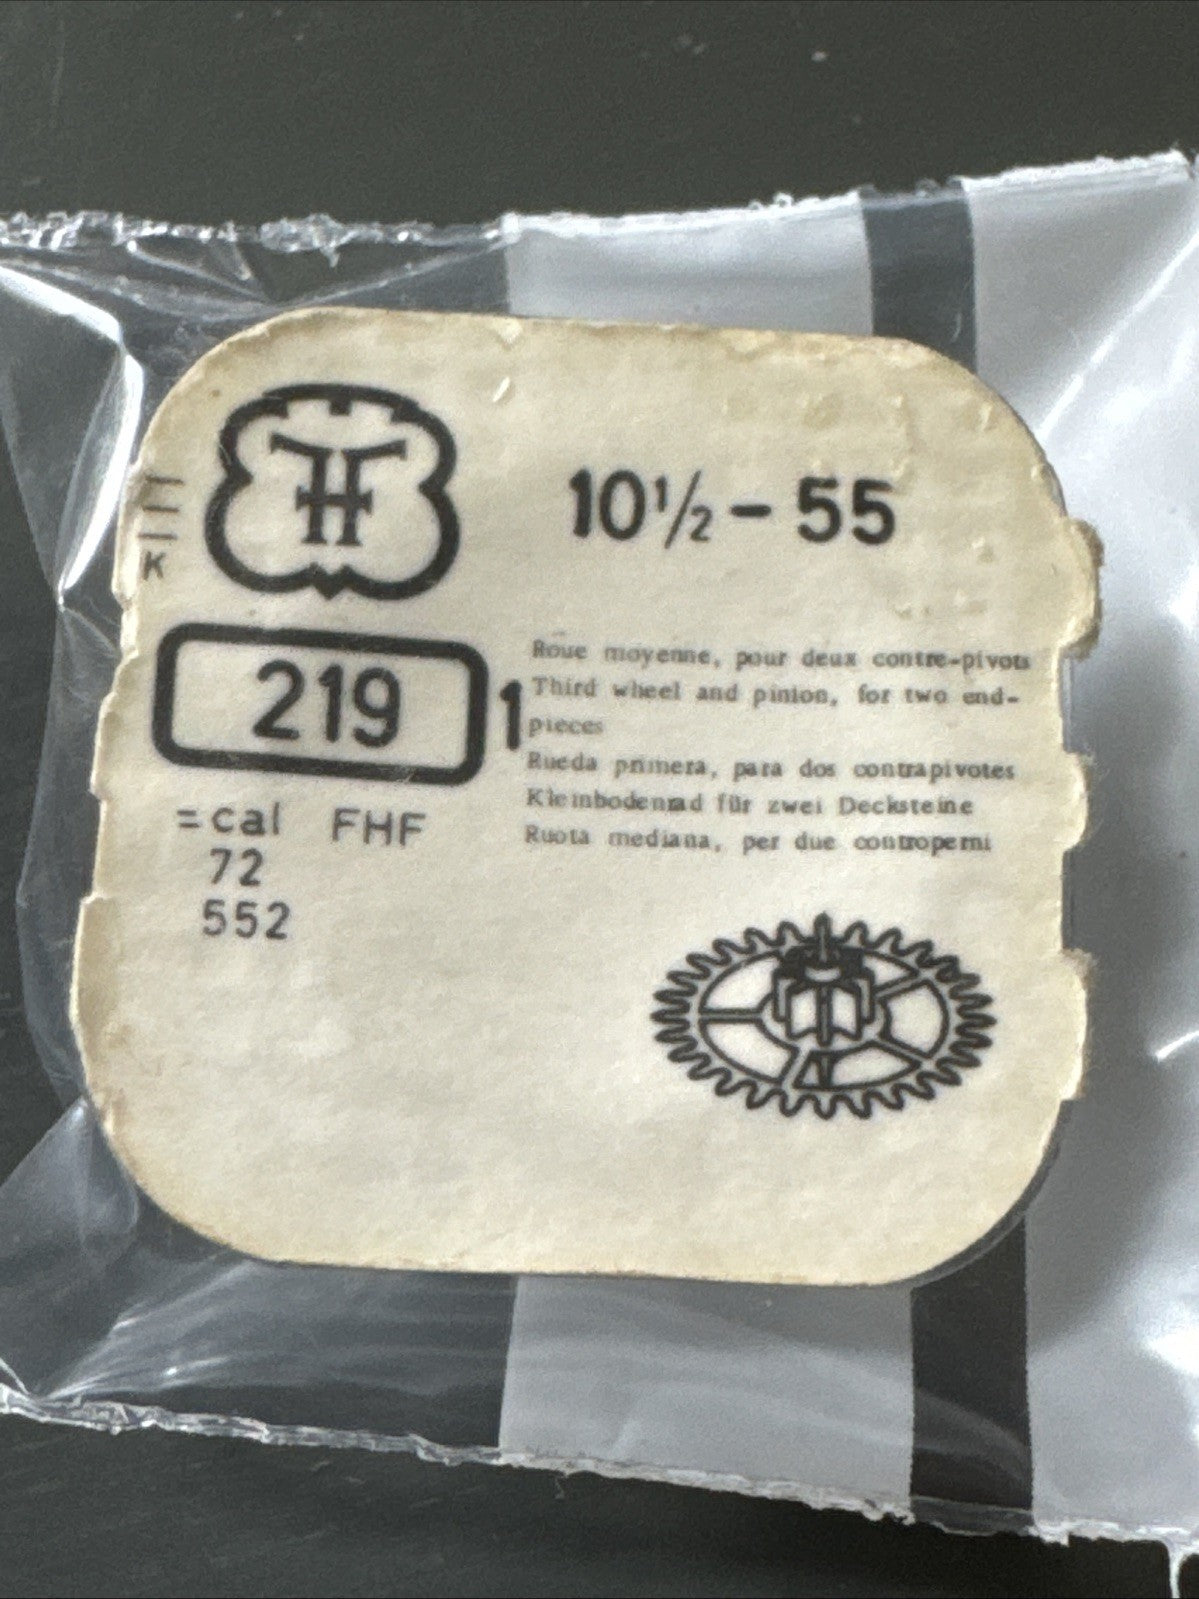 K
FHF
10½ – 55
219
1
Roue moyenne, pour deux contre-pivots
Third wheel and pinion, for two end-
pieces
Rueda primera, para dos contrapivotes
Kleinbodenrad für zwei Decksteine
Ruota mediana, per due controperni
= cal FHF
72
552